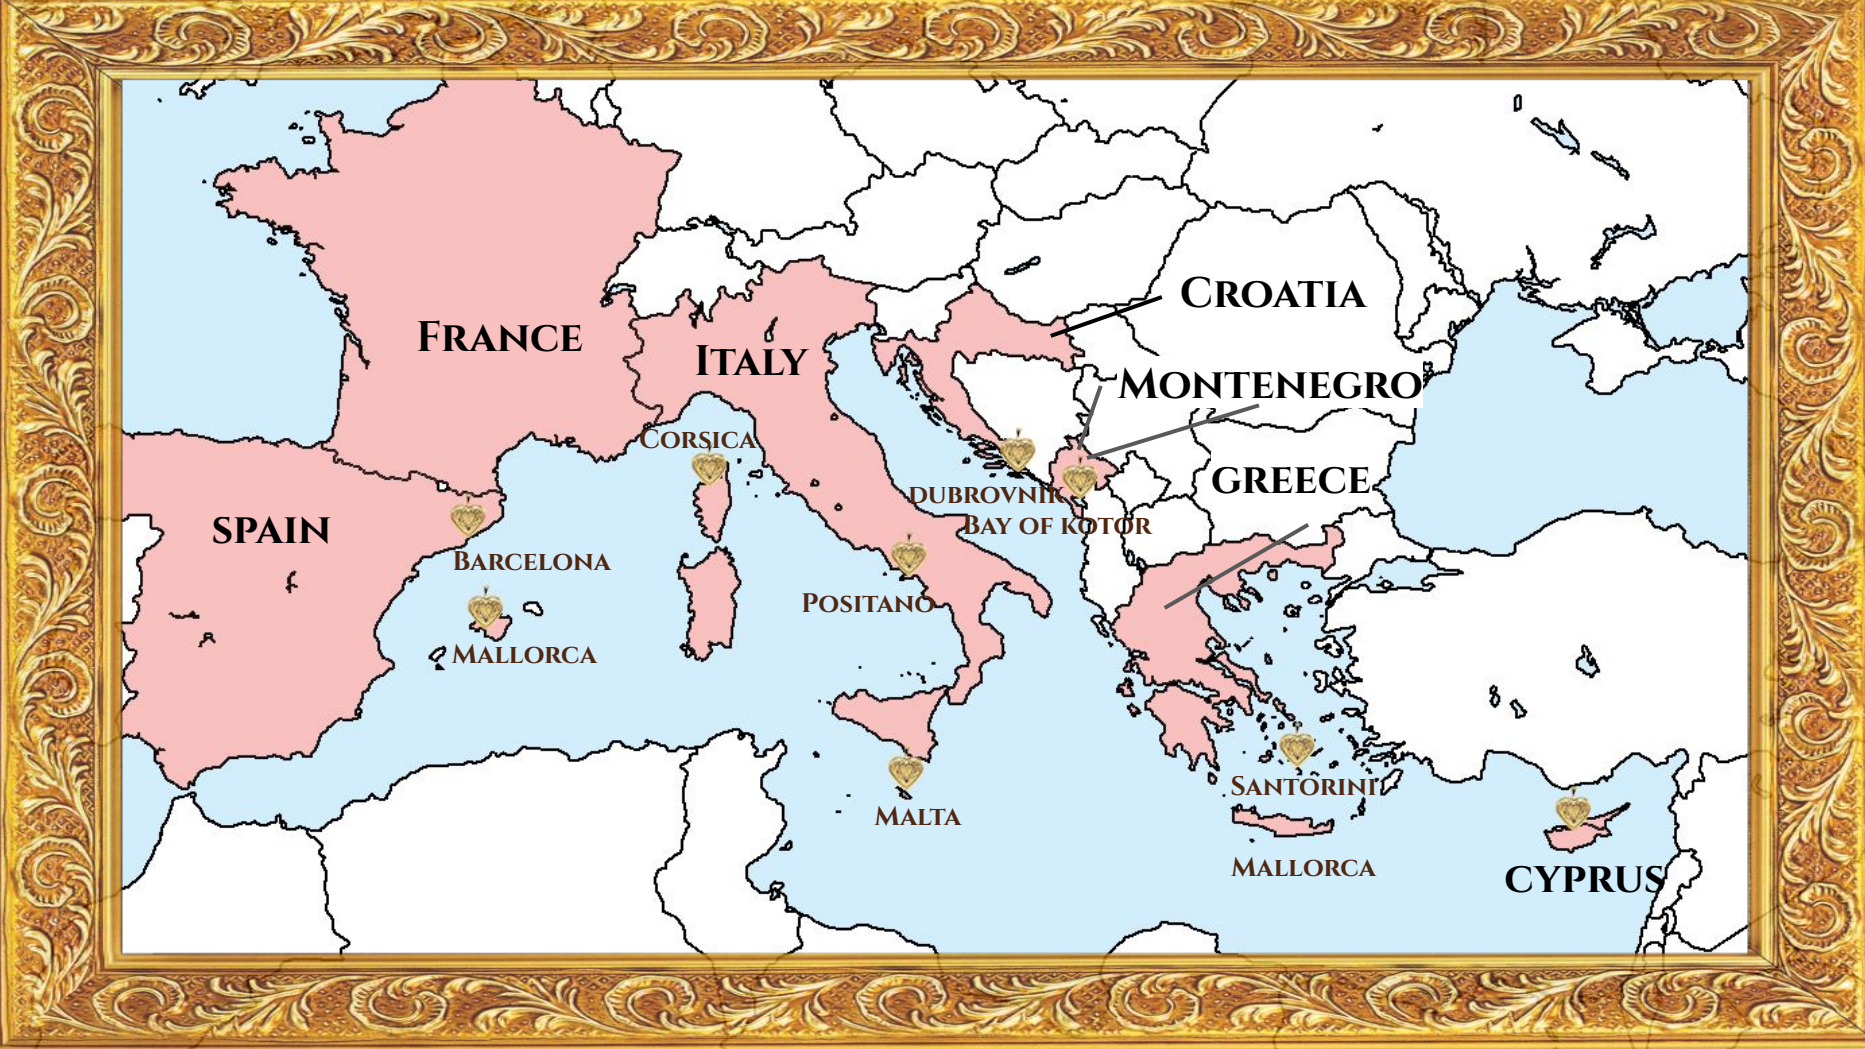 CROATIA
FRANCE
ITALY
MONTENEGRO
CORSICA
GREECE
DUBROVNIK
SPAIN
BAY OF KOTOR
BARCELONA
POSITANO
MALLORCA
SANTORINI
MALTA
MALLORCA
CYPRUS